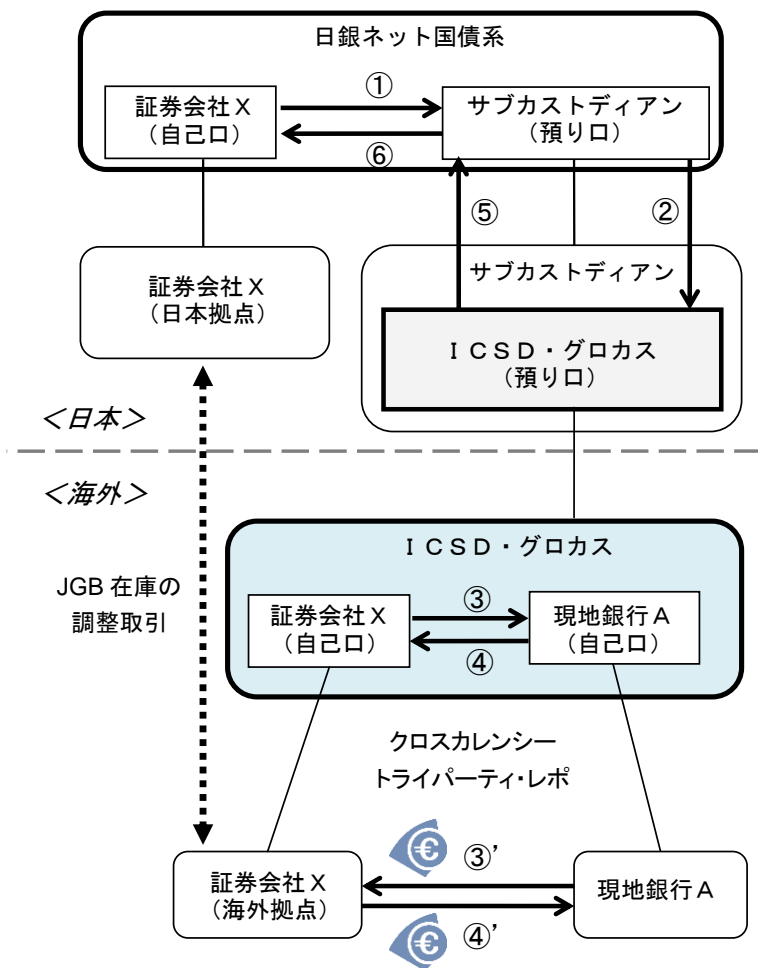 日銀ネット国債系
証券会社X
(自己口)
①
⑥
サブカストディアン
(預り口)
⑤
②
証券会社X
(日本拠点)
サブカストディアン
ICSD・グロカス
(預り口)
<日本>
<海外>
ICSD・グロカス
JGB 在庫の
調整取引
証券会社X
(自己口)
③
④
現地銀行A
(自己口)
クロスカレンシー
トライパーティ・レポ
€ ③’
証券会社X
(海外拠点)
現地銀行A
€ ④’